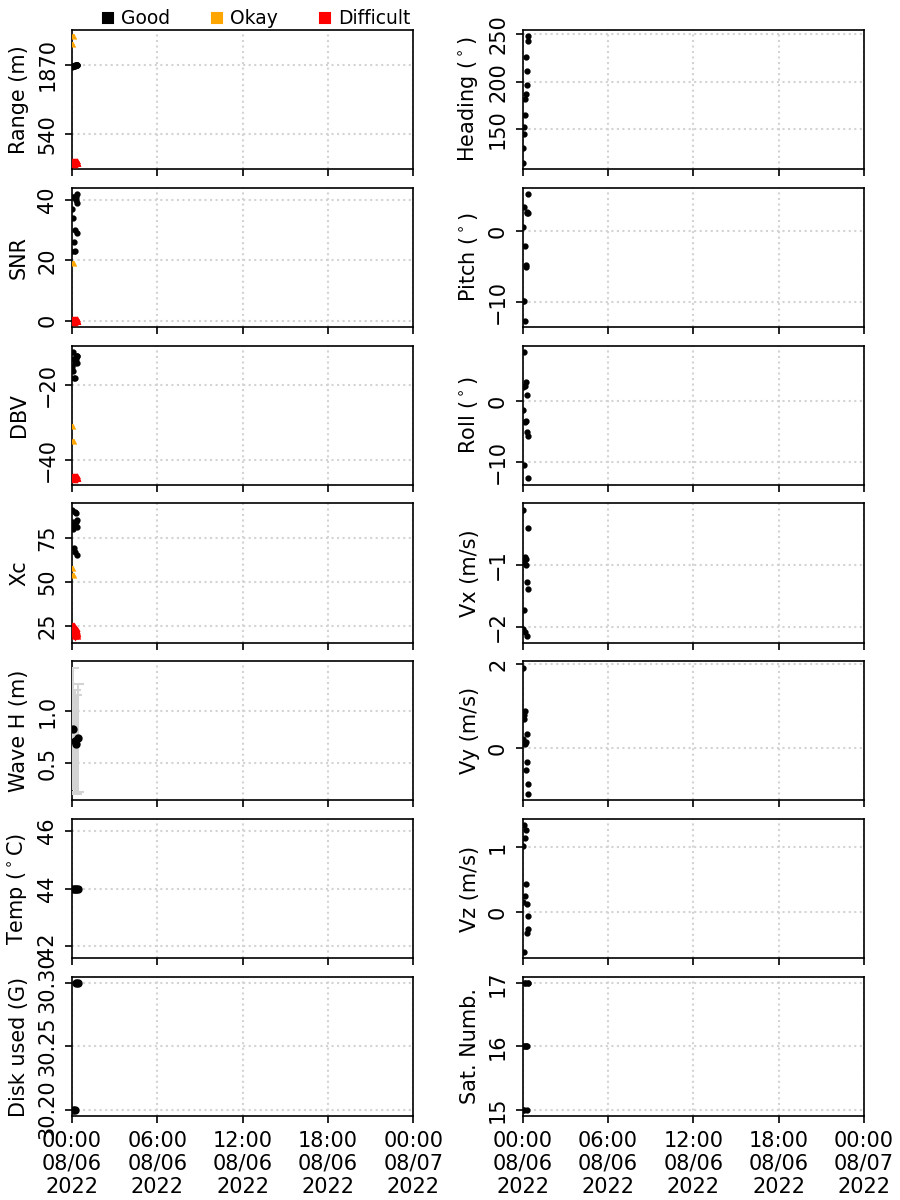 Good Okay Difficult
Range (m)
1870
540
Heading (°)
250
200
150
SNR
40
20
0
Pitch (°)
0
−10
DBV
−20
−40
Roll (°)
0
−10
Xc
75
50
25
Vx (m/s)
−1
−2
Wave H (m)
1.0
0.5
Vy (m/s)
2
0
Temp (°C)
46
44
42
Vz (m/s)
1
0
Disk used (G)
30.30
30.25
30.20
Sat. Numb.
17
16
15
00:00 06:00 12:00 18:00 00:00
08/06 08/06 08/06 08/06 08/07
2022 2022 2022 2022 2022
00:00 06:00 12:00 18:00 00:00
08/06 08/06 08/06 08/06 08/07
2022 2022 2022 2022 2022